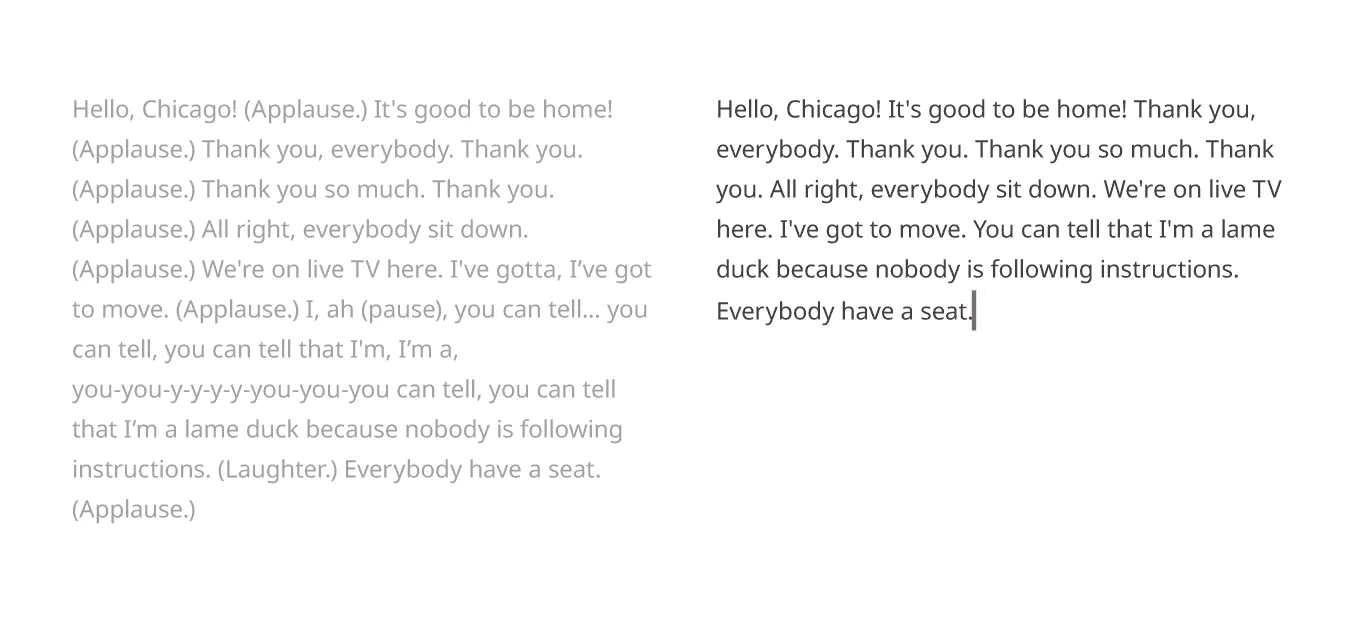 Hello, Chicago! (Applause.) It's good to be home!
(Applause.) Thank you, everybody. Thank you.
(Applause.) Thank you so much. Thank you.
(Applause.) All right, everybody sit down.
(Applause.) We're on live TV here. I've gotta, I’ve got
to move. (Applause.) I, ah (pause), you can tell... you
can tell, you can tell that I'm, I’m a,
you-you-y-y-y-y-you-you-you can tell, you can tell
that I’m a lame duck because nobody is following
instructions. (Laughter.) Everybody have a seat.
(Applause.)
Hello, Chicago! It's good to be home! Thank you,
everybody. Thank you. Thank you so much. Thank
you. All right, everybody sit down. We're on live TV
here. I've got to move. You can tell that I'm a lame
duck because nobody is following instructions.
Everybody have a seat.